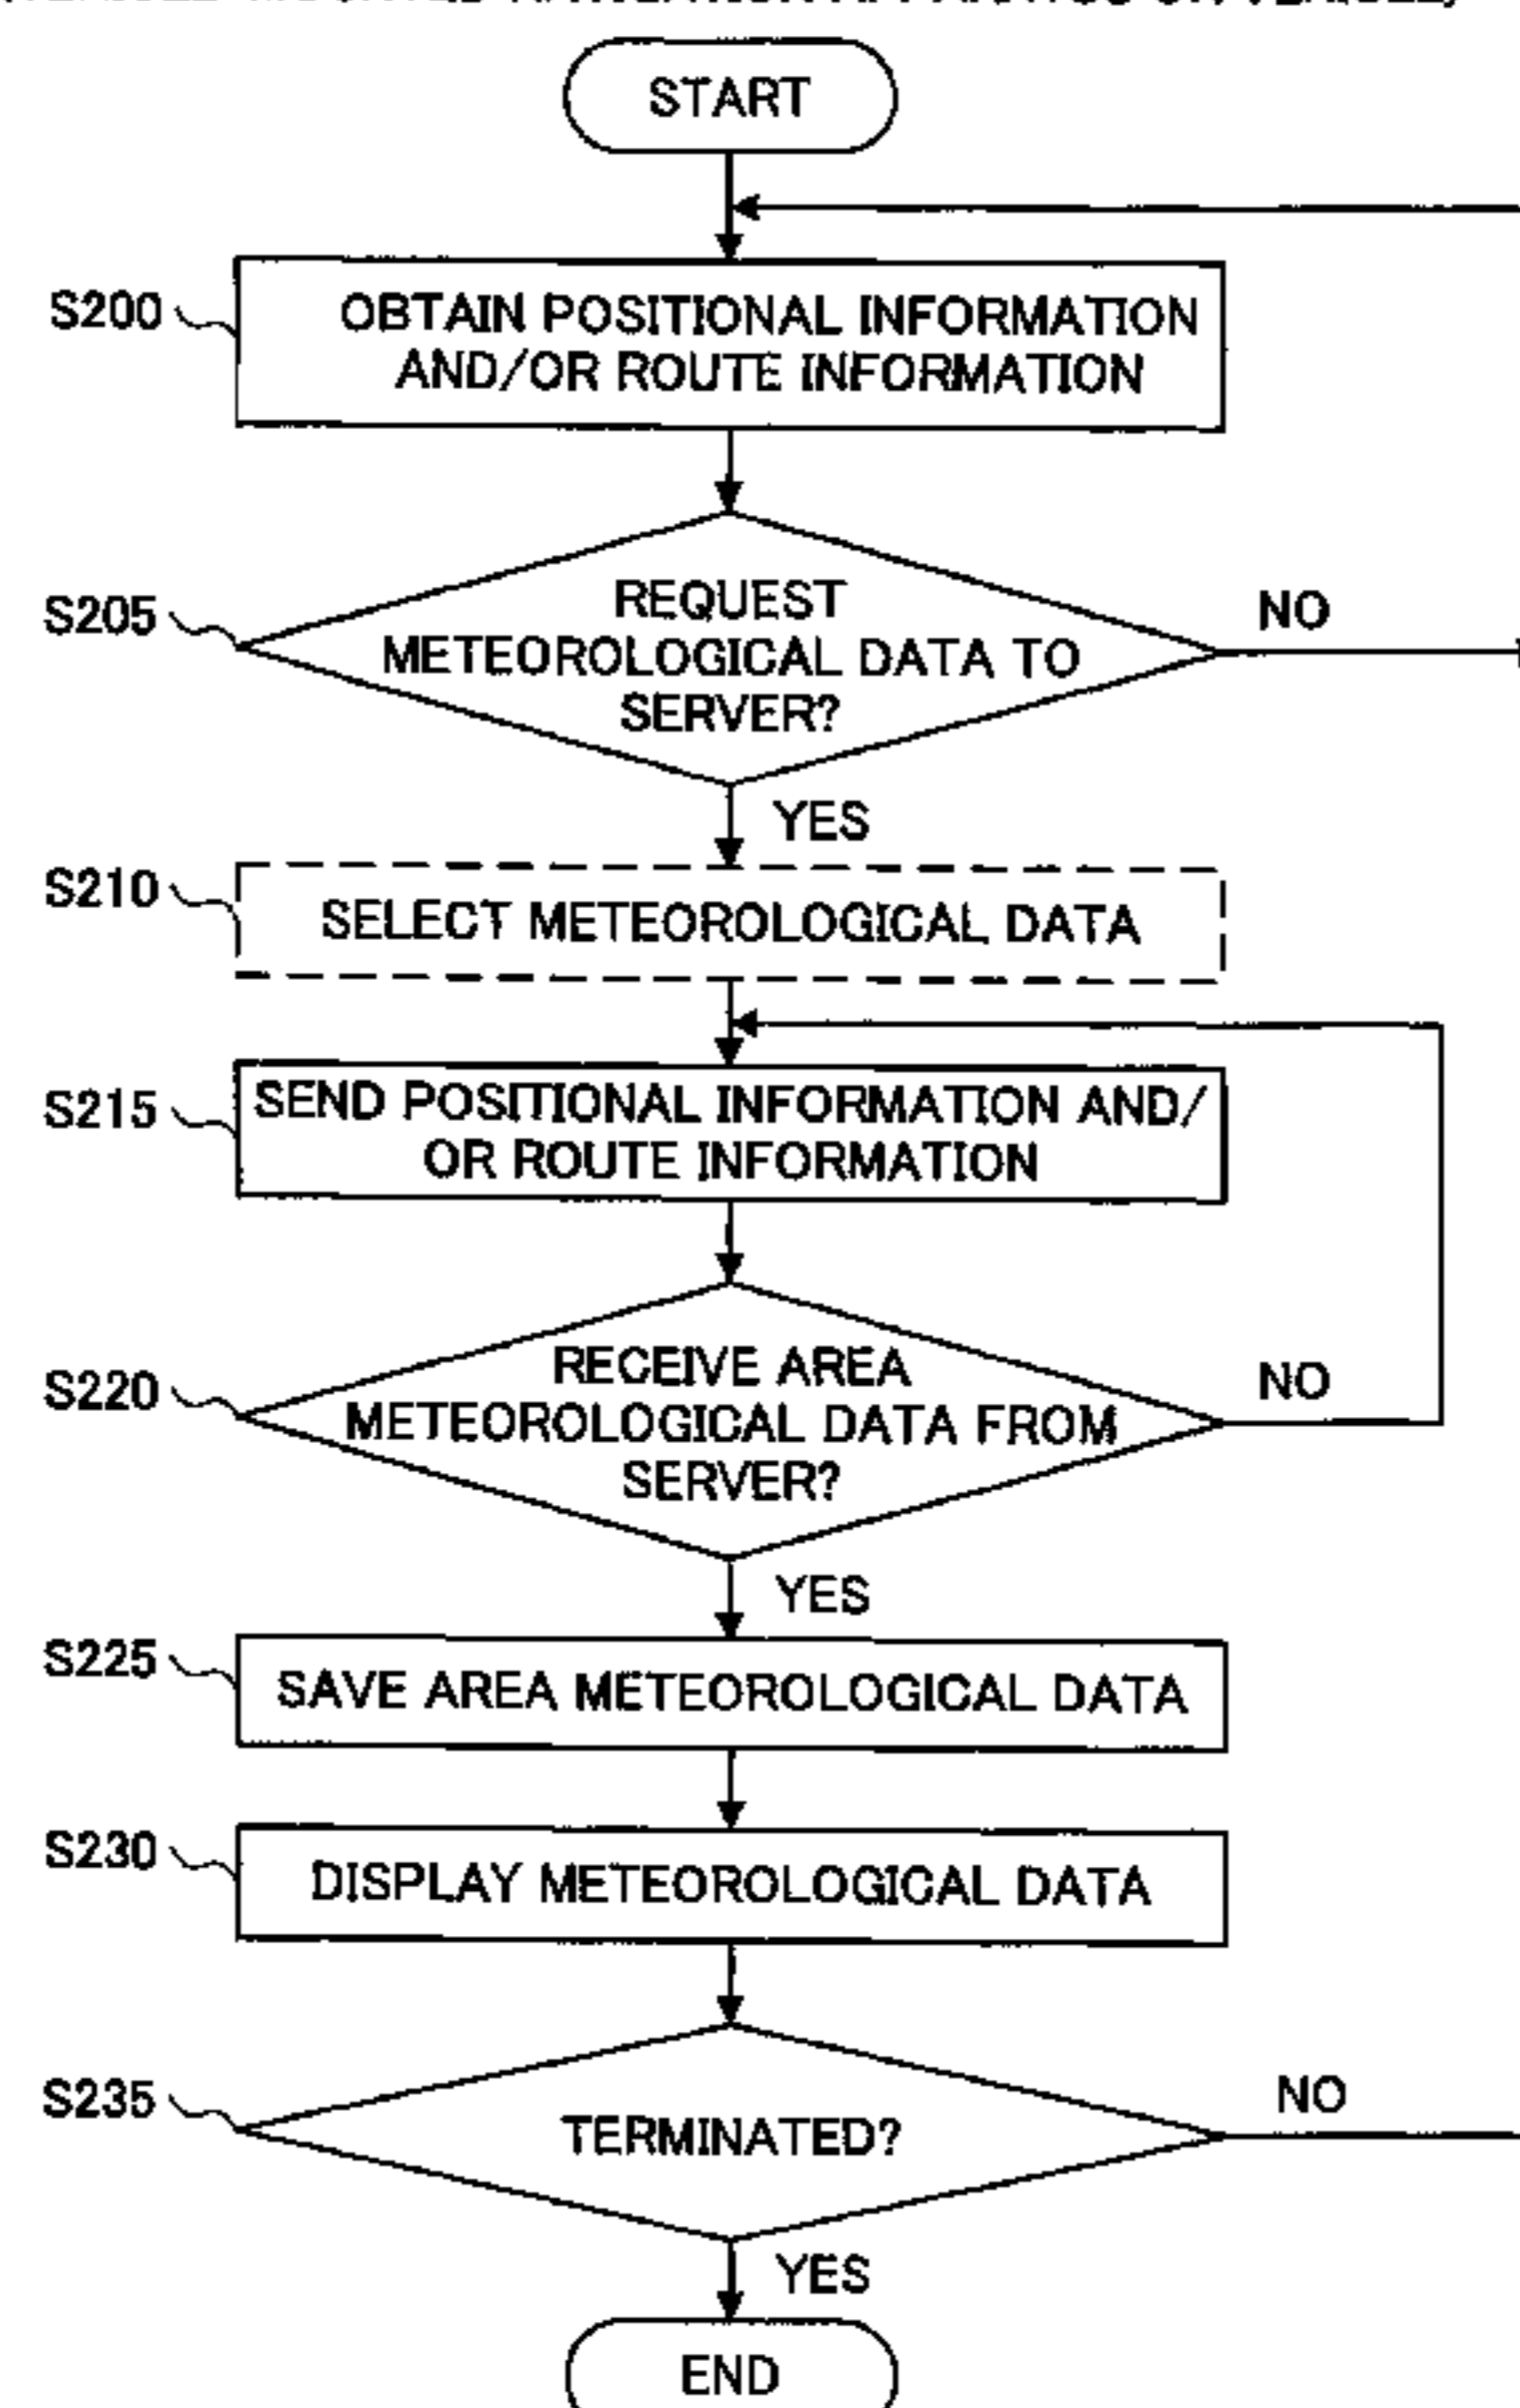 START
S200
OBTAIN POSITIONAL INFORMATION
AND/OR ROUTE INFORMATION
S205
REQUEST
METEOROLOGICAL DATA TO
SERVER?
NO
YES
S210
SELECT METEOROLOGICAL DATA
S215
SEND POSITIONAL INFORMATION AND/
OR ROUTE INFORMATION
S220
RECEIVE AREA
METEOROLOGICAL DATA FROM
SERVER?
NO
YES
S225
SAVE AREA METEOROLOGICAL DATA
S230
DISPLAY METEOROLOGICAL DATA
S235
TERMINATED?
NO
YES
END